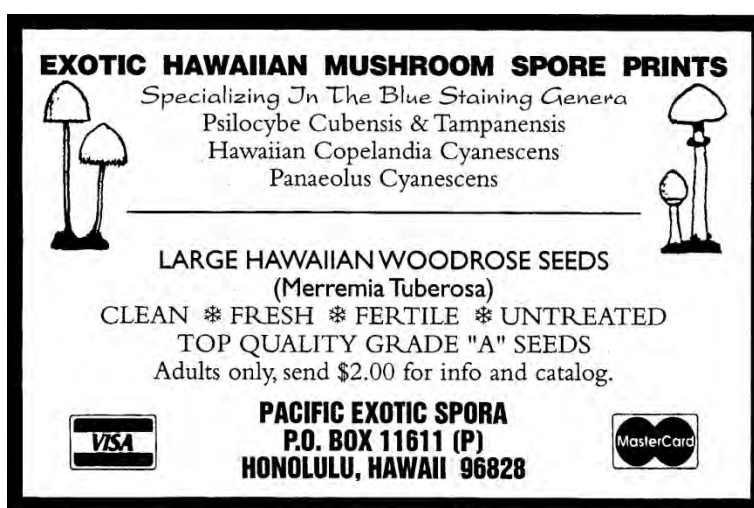 EXOTIC HAWAIIAN MUSHROOM SPORE PRINTS
Specializing In The Blue Staining Genera
Psilocybe Cubensis & Tampanensis
Hawaiian Copelandia Cyanescens
Panaeolus Cyanescens
LARGE HAWAIIAN WOODROSE SEEDS
(Merremia Tuberosa)
CLEAN ❄ FRESH ❄ FERTILE ❄ UNTREATED
TOP QUALITY GRADE "A" SEEDS
Adults only, send $2.00 for info and catalog.
PACIFIC EXOTIC SPORA
VISA P.O. BOX 11611 (P) MasterCard
HONOLULU, HAWAII 96828